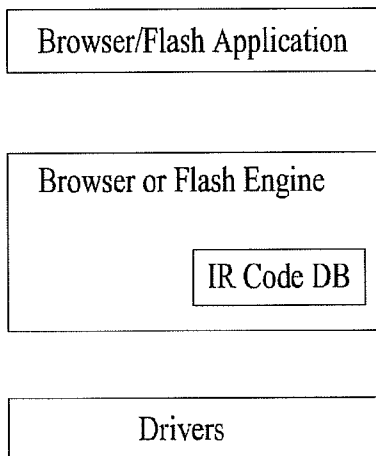 Browser/Flash Application
Browser or Flash Engine
IR Code DB
Drivers